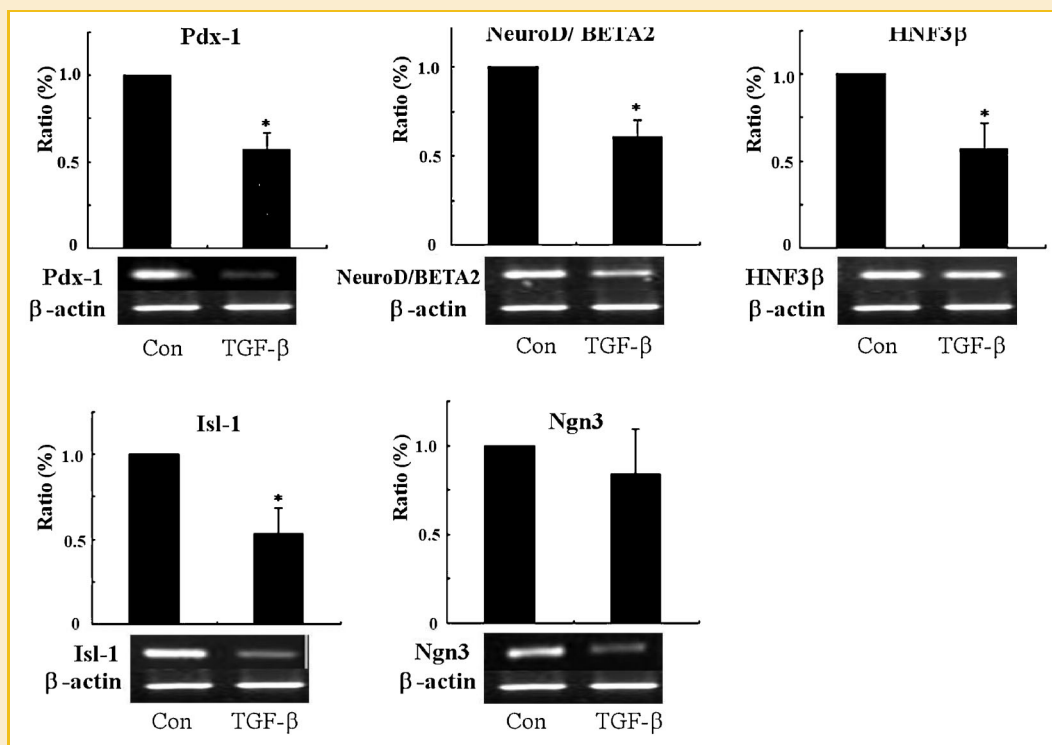 Pdx-1
Ratio (%)
1.0
*
0.5
0
Pdx-1
β-actin
Con TGF-β
NeuroD/ BETA2
Ratio (%)
1.0
*
0.5
0
NeuroD/BETA2
β-actin
Con TGF-β
HNF3β
Ratio (%)
1.0
*
0.5
0
HNF3β
β-actin
Con TGF-β
Isl-1
Ratio (%)
1.0
*
0.5
0
Isl-1
β-actin
Con TGF-β
Ngn3
Ratio (%)
1.0
0.5
0
Ngn3
β-actin
Con TGF-β